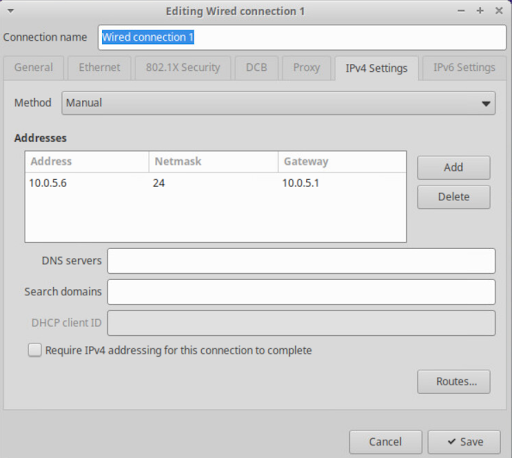 Editing Wired connection 1
Connection name Wired connection 1
General Ethernet 802.1X Security DCB Proxy IPv4 Settings IPv6 Settings
Method Manual
Addresses
Address Netmask Gateway
10.0.5.6 24 10.0.5.1
Add
Delete
DNS servers
Search domains
DHCP client ID
Require IPv4 addressing for this connection to complete
Routes...
Cancel Save